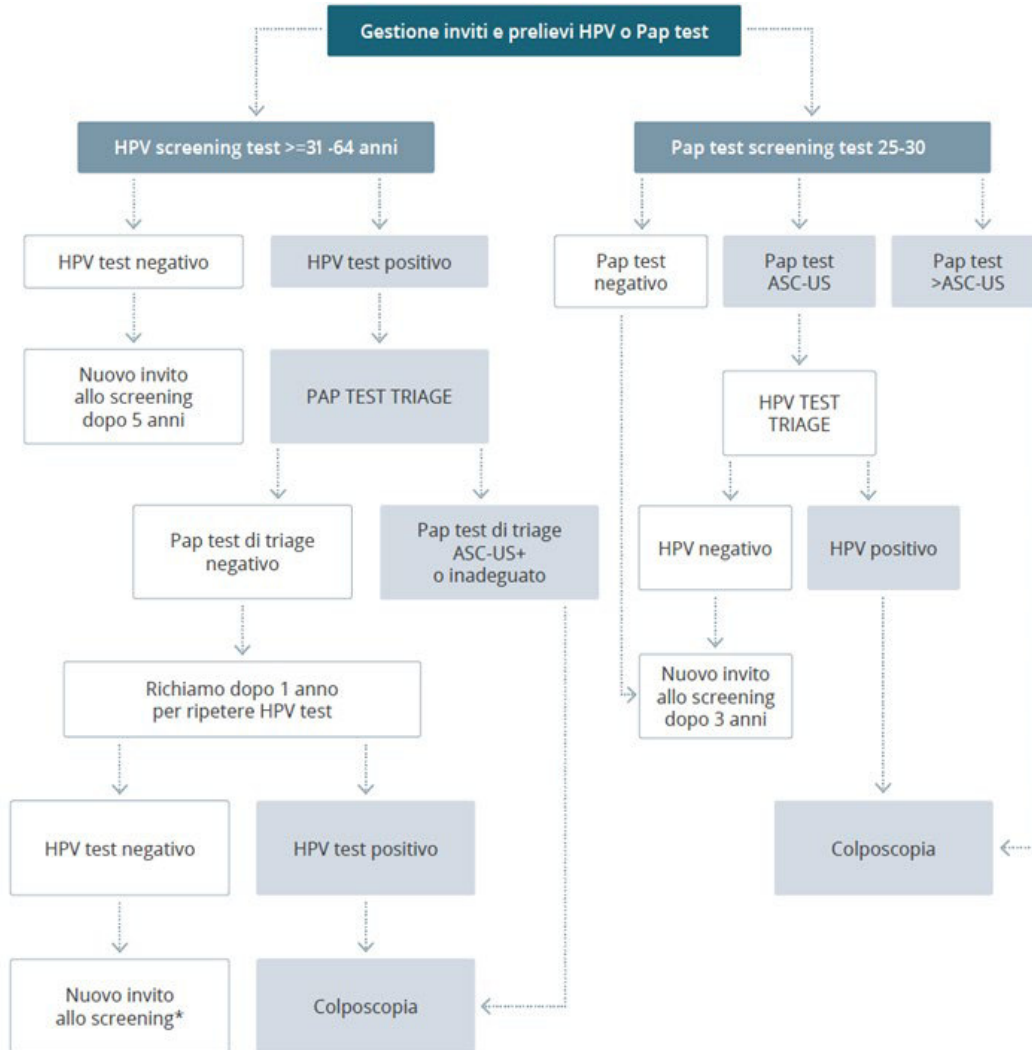 Gestione inviti e prelievi HPV o Pap test
HPV screening test >=31 -64 anni
Pap test screening test 25-30
HPV test negativo
HPV test positivo
Pap test
negativo
Pap test
ASC-US
Pap test
>ASC-US
Nuovo invito
allo screening
dopo 5 anni
PAP TEST TRIAGE
HPV TEST
TRIAGE
Pap test di triage
negativo
Pap test di triage
ASC-US+
o inadeguato
HPV negativo
HPV positivo
Richiamo dopo 1 anno
per ripetere HPV test
Nuovo invito
allo screening
dopo 3 anni
HPV test negativo
HPV test positivo
Colposcopia
Nuovo invito
allo screening*
Colposcopia